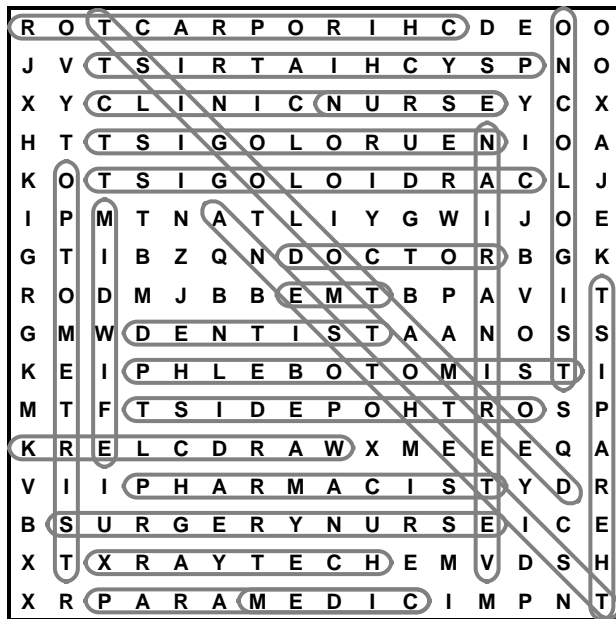 R O T C A R P O R I H C D E O O
J V T S I R T A I H C Y S P N O
X Y C L I N I C N U R S E Y C X
H T T S I G O L O R U E N I O A
K O T S I G O L O I D R A C L J
I P M T N A T L I Y G W I J O E
G T I B Z Q N D O C T O R B G K
R O D M J B B E M T B P A V I T
G M W D E N T I S T A A N O S S
K E I P H L E B O T O M I S T I
M T F T S I D E P O H T R O S P
K R E L C D R A W X M E E E Q A
V I I P H A R M A C I S T Y D R
B S U R G E R Y N U R S E I C E
X T X R A Y T E C H E M V D S H
X R P A R A M E D I C I M P N T